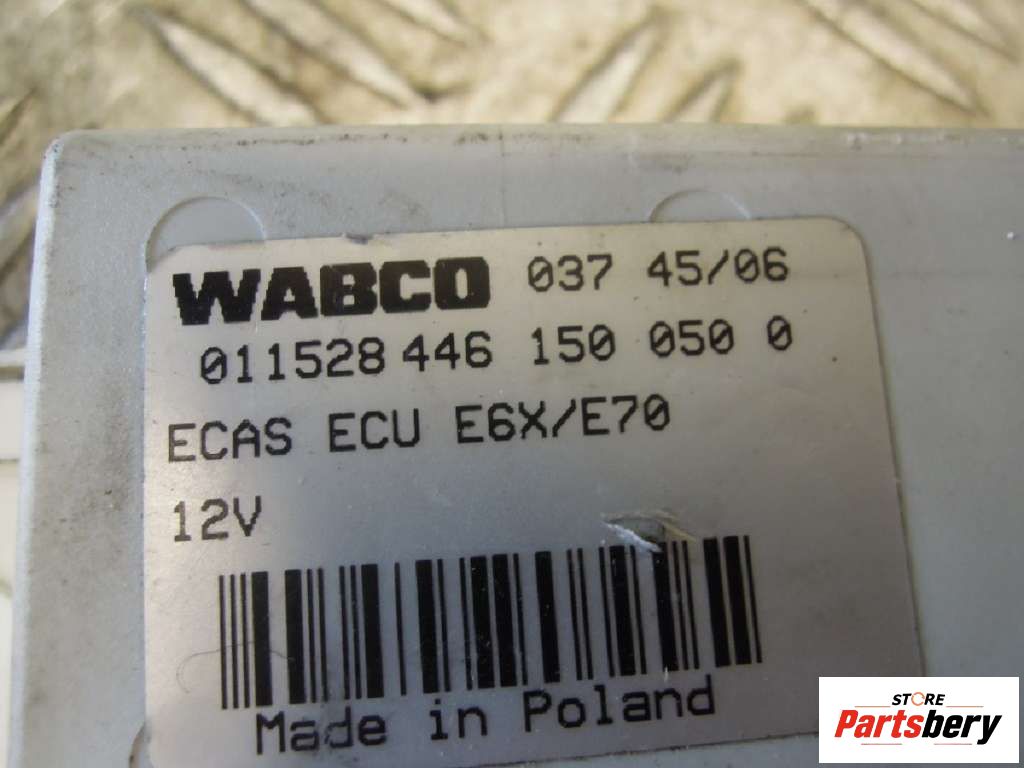 WABCO 037 45/06
011528 446 150 050 0
ECAS ECU E6X/E70
12V
Made in Poland
STORE
Partsbery